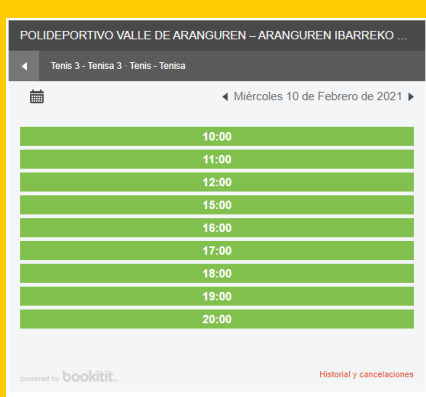 POLIDEPORTIVO VALLE DE ARANGUREN – ARANGUREN IBARREKO ...
Tenis 3 - Tenisa 3 · Tenis - Tenisa
Miércoles 10 de Febrero de 2021
10:00
11:00
12:00
15:00
16:00
17:00
18:00
19:00
20:00
powered by bookitit.
Historial y cancelaciones